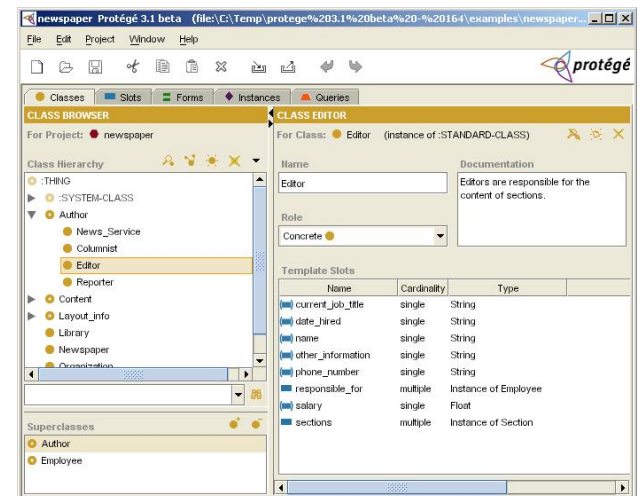 newspaper Protégé 3.1 beta (file:\C:\Temp\protege%203.1%20beta%20-%20164\examples\newspaper...
File Edit Project Window Help
protégé
Classes Slots Forms Instances Queries
CLASS BROWSER
For Project: newspaper
Class Hierarchy
:THING
:SYSTEM-CLASS
Author
News_Service
Columnist
Editor
Reporter
Content
Layout_info
Library
Newspaper
Organization
Superclasses
Author
Employee
CLASS EDITOR
For Class: Editor (instance of :STANDARD-CLASS)
Name
Editor
Documentation
Editors are responsible for the
content of sections.
Role
Concrete
Template Slots
Name Cardinality Type
current_job_title single String
date_hired single String
name single String
other_information single String
phone_number single String
responsible_for multiple Instance of Employee
salary single Float
sections multiple Instance of Section